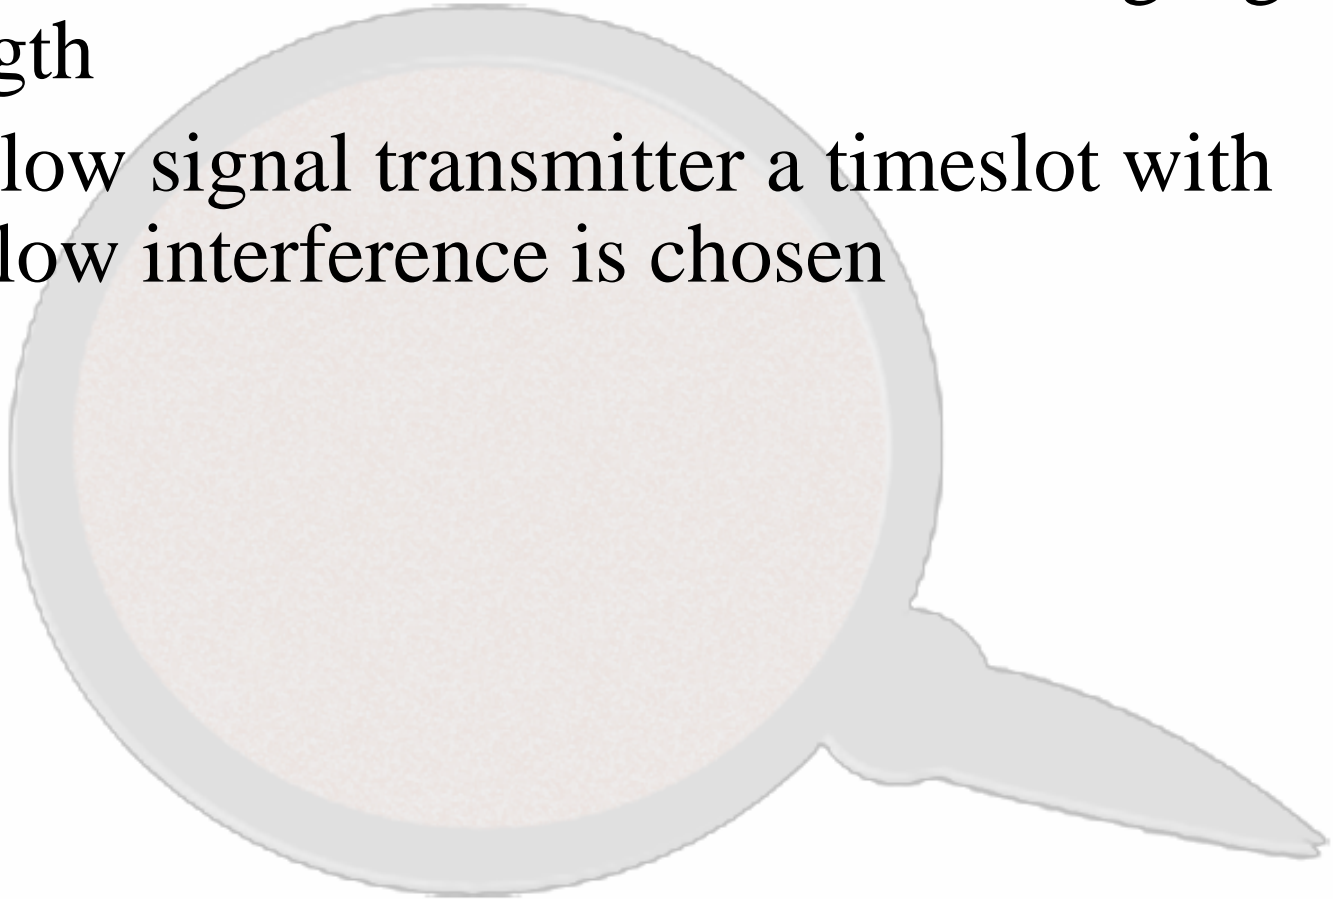 gth
low signal transmitter a timeslot with
low interference is chosen